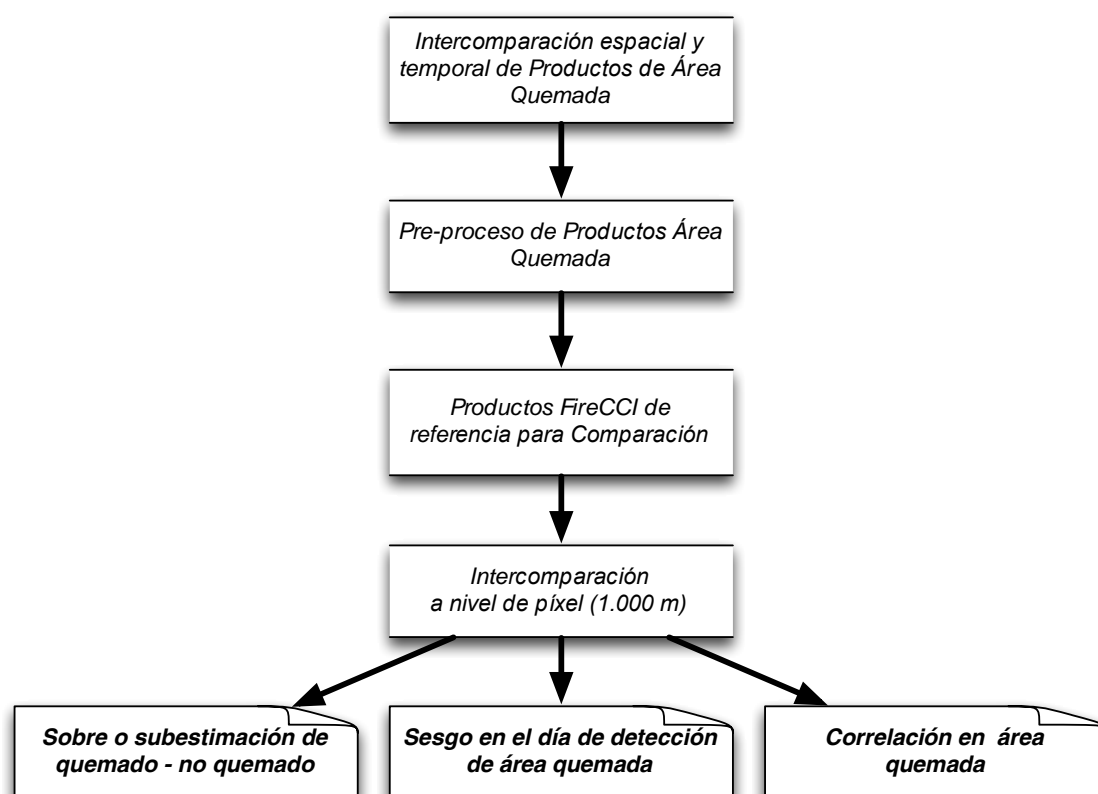 Intercomparación espacial y
temporal de Productos de Área
Quemada
Pre-proceso de Productos Área
Quemada
Productos FireCCI de
referencia para Comparación
Intercomparación
a nivel de píxel (1.000 m)
Sobre o subestimación de
quemado - no quemado
Sesgo en el día de detección
de área quemada
Correlación en área
quemada